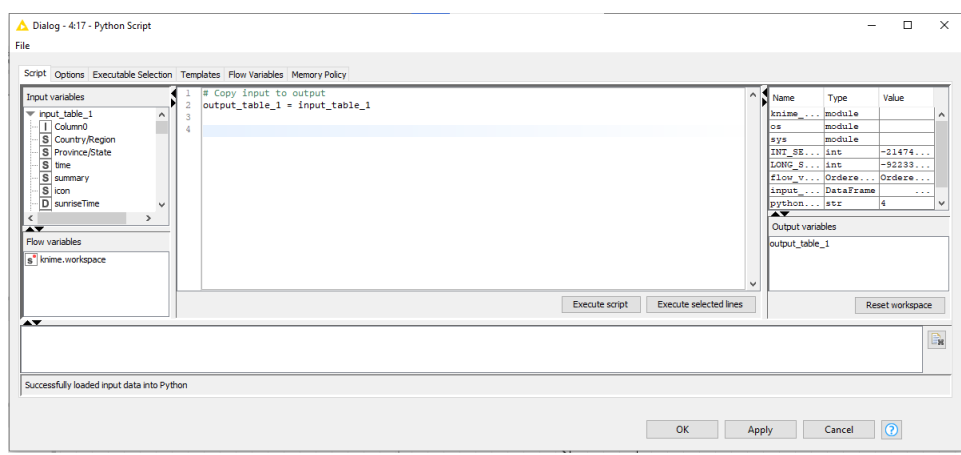 Dialog - 4:17 - Python Script
File
Script Options Executable Selection Templates Flow Variables Memory Policy
Input variables
input_table_1
I Column0
S Country/Region
S Province/State
S time
S summary
S icon
D sunriseTime
Flow variables
s knime.workspace
1 # Copy input to output
2 output_table_1 = input_table_1
3
4
Execute script Execute selected lines
Name Type Value
knime_... module
os module
sys module
INT_SE... int -21474...
LONG_S... int -92233...
flow_v... Ordere... Ordere...
input_... DataFrame ...
python... str 4
Output variables
output_table_1
Reset workspace
Successfully loaded input data into Python
OK Apply Cancel ?